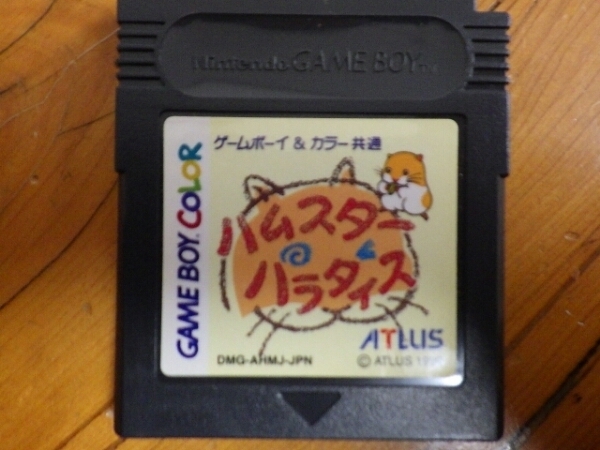 Nintendo GAME BOY TM
ゲームボーイ & カラー共通
GAME BOY COLOR
ハムスター
パラダイス
ATLUS
DMG-AHMJ-JPN
© ATLUS